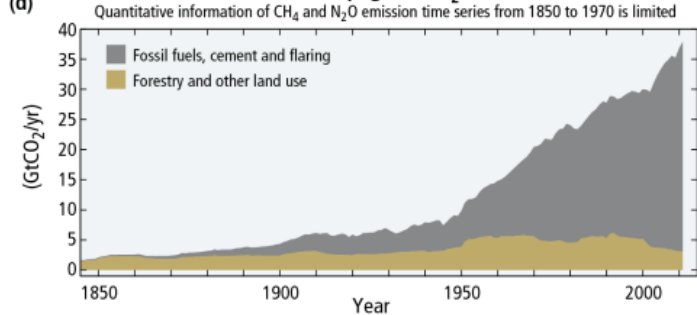 (d)
Quantitative information of CH₄ and N₂O emission time series from 1850 to 1970 is limited
40
35
30
25
20
15
10
5
0
(GtCO₂/yr)
Fossil fuels, cement and flaring
Forestry and other land use
1850
1900
1950
2000
Year